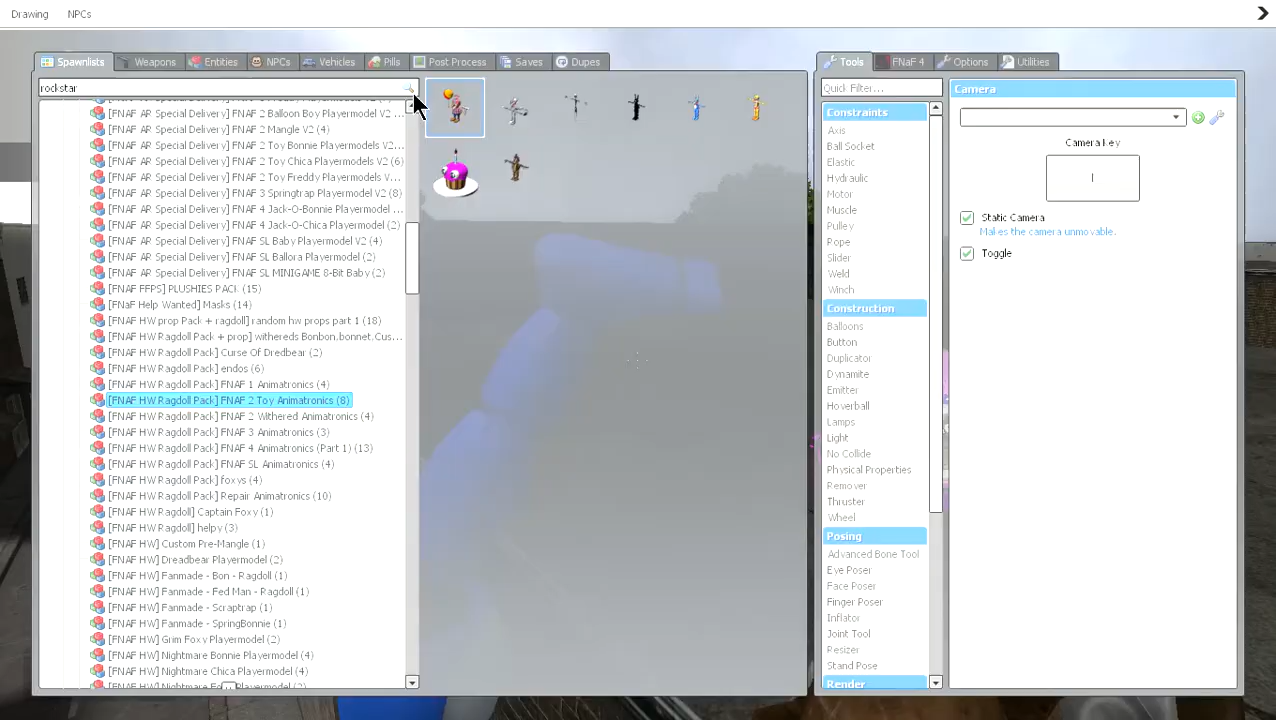 Drawing NPCs
Spawnlists Weapons Entities NPCs Vehicles Pills Post Process Saves Dupes
Tools FNaF 4 Options Utilities
rockstar
[FNAF AR Special Delivery] FNAF 2 Balloon Boy Playermodel V2 ...
[FNAF AR Special Delivery] FNAF 2 Mangle V2 (4)
[FNAF AR Special Delivery] FNAF 2 Toy Bonnie Playermodels V2...
[FNAF AR Special Delivery] FNAF 2 Toy Chica Playermodels V2 (6)
[FNAF AR Special Delivery] FNAF 2 Toy Freddy Playermodels V...
[FNAF AR Special Delivery] FNAF 3 Springtrap Playermodel V2 (8)
[FNAF AR Special Delivery] FNAF 4 Jack-O-Bonnie Playermodel ...
[FNAF AR Special Delivery] FNAF 4 Jack-O-Chica Playermodel (2)
[FNAF AR Special Delivery] FNAF SL Baby Playermodel V2 (4)
[FNAF AR Special Delivery] FNAF SL Ballora Playermodel (2)
[FNAF AR Special Delivery] FNAF SL MINIGAME 8-Bit Baby (2)
[FNAF FFPS] PLUSHIES PACK (15)
[FNaF Help Wanted] Masks (14)
[FNAF HW prop Pack + ragdoll] random hw props part 1 (18)
[FNAF HW Ragdoll Pack + prop] withereds Bonbon,bonnet,Cus...
[FNAF HW Ragdoll Pack] Curse Of Dredbear (2)
[FNAF HW Ragdoll Pack] endos (6)
[FNAF HW Ragdoll Pack] FNAF 1 Animatronics (4)
[FNAF HW Ragdoll Pack] FNAF 2 Toy Animatronics (8)
[FNAF HW Ragdoll Pack] FNAF 2 Withered Animatronics (4)
[FNAF HW Ragdoll Pack] FNAF 3 Animatronics (3)
[FNAF HW Ragdoll Pack] FNAF 4 Animatronics (Part 1) (13)
[FNAF HW Ragdoll Pack] FNAF SL Animatronics (4)
[FNAF HW Ragdoll Pack] foxys (4)
[FNAF HW Ragdoll Pack] Repair Animatronics (10)
[FNAF HW Ragdoll] Captain Foxy (1)
[FNAF HW Ragdoll] helpy (3)
[FNAF HW] Custom Pre-Mangle (1)
[FNAF HW] Dreadbear Playermodel (2)
[FNAF HW] Fanmade - Bon - Ragdoll (1)
[FNAF HW] Fanmade - Fed Man - Ragdoll (1)
[FNAF HW] Fanmade - Scraptrap (1)
[FNAF HW] Fanmade - SpringBonnie (1)
[FNAF HW] Grim Foxy Playermodel (2)
[FNAF HW] Nightmare Bonnie Playermodel (4)
[FNAF HW] Nightmare Chica Playermodel (4)
Quick Filter...
Constraints
Axis
Ball Socket
Elastic
Hydraulic
Motor
Muscle
Pulley
Rope
Slider
Weld
Winch
Construction
Balloons
Button
Duplicator
Dynamite
Emitter
Hoverball
Lamps
Light
No Collide
Physical Properties
Remover
Thruster
Wheel
Posing
Advanced Bone Tool
Eye Poser
Face Poser
Finger Poser
Inflator
Joint Tool
Resizer
Stand Pose
Render
Camera
Camera Key
Static Camera
Makes the camera unmovable.
Toggle